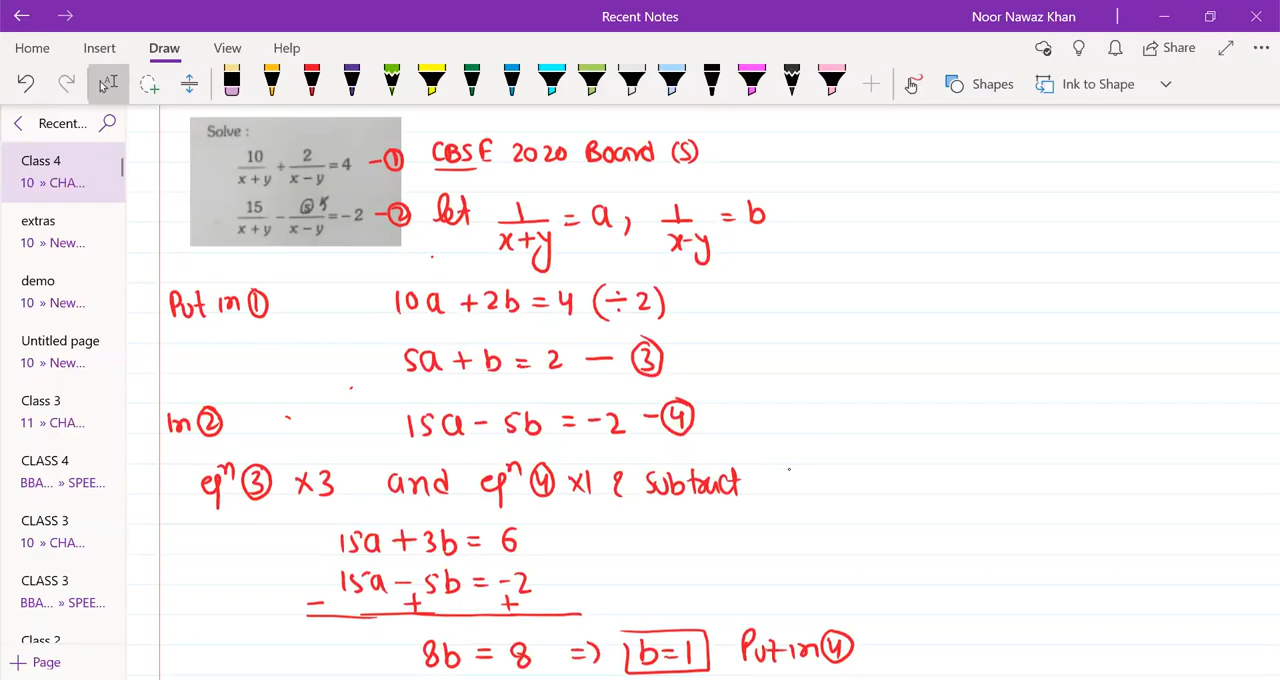 Recent Notes
Noor Nawaz Khan
Home Insert Draw View Help
Share
Shapes
Ink to Shape
Recent...
Class 4
10 » CHA...
extras
10 » New...
demo
10 » New...
Untitled page
10 » New...
Class 3
11 » CHA...
CLASS 4
BBA... » SPEE...
CLASS 3
10 » CHA...
CLASS 3
BBA... » SPEE...
Class 2
+ Page
Solve :
10/x+y + 2/x−y = 4 —①
15/x+y − 5/x−y = −2 —②
CBSE 2020 Board (S)
let 1/x+y = a, 1/x-y = b
Put in ① 10a + 2b = 4 (÷2)
5a + b = 2 — ③
In ② 15a − 5b = −2 —④
eqⁿ ③ ×3 and eqⁿ ④ ×1 & subtract
15a + 3b = 6
15a − 5b = -2
− + +
8b = 8 => b=1 Put in ④